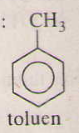 : CH₃
toluen